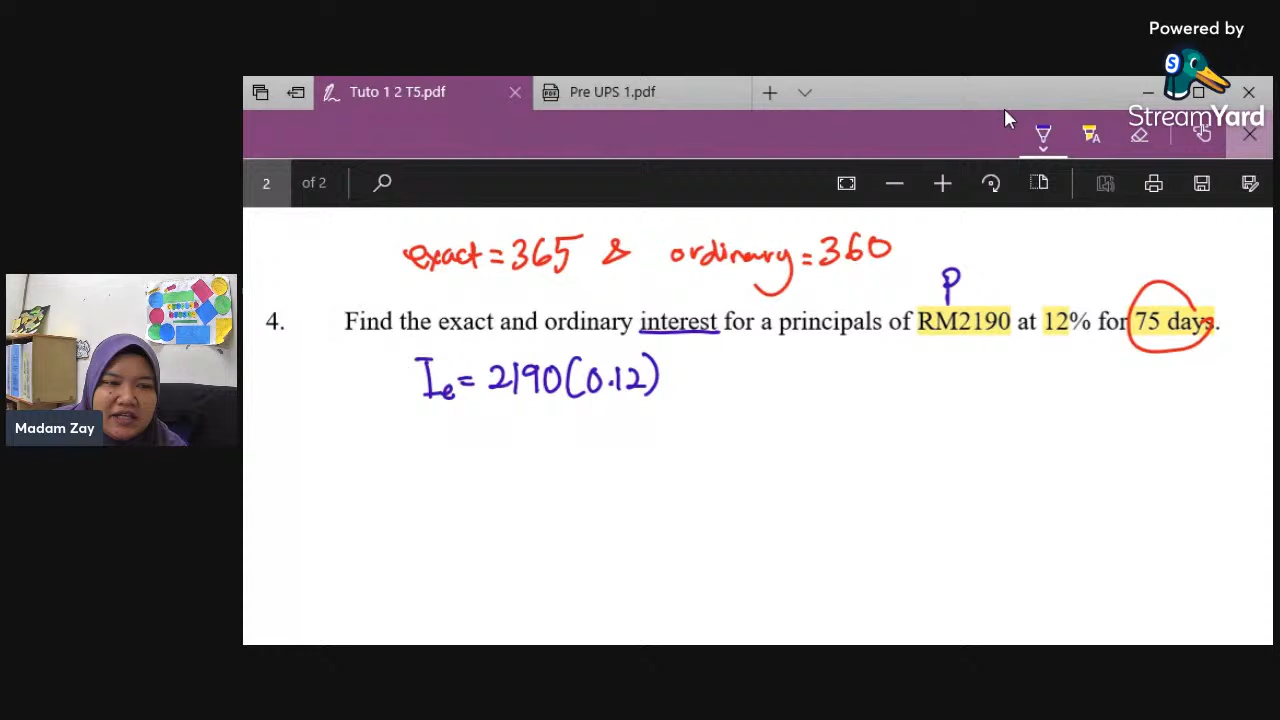 Powered by
StreamYard
Tuto 1 2 T5.pdf
Pre UPS 1.pdf
2 of 2
exact = 365 & ordinary = 360
P
4. Find the exact and ordinary interest for a principals of RM2190 at 12% for 75 days.
Ie = 2190(0.12)
Madam Zay